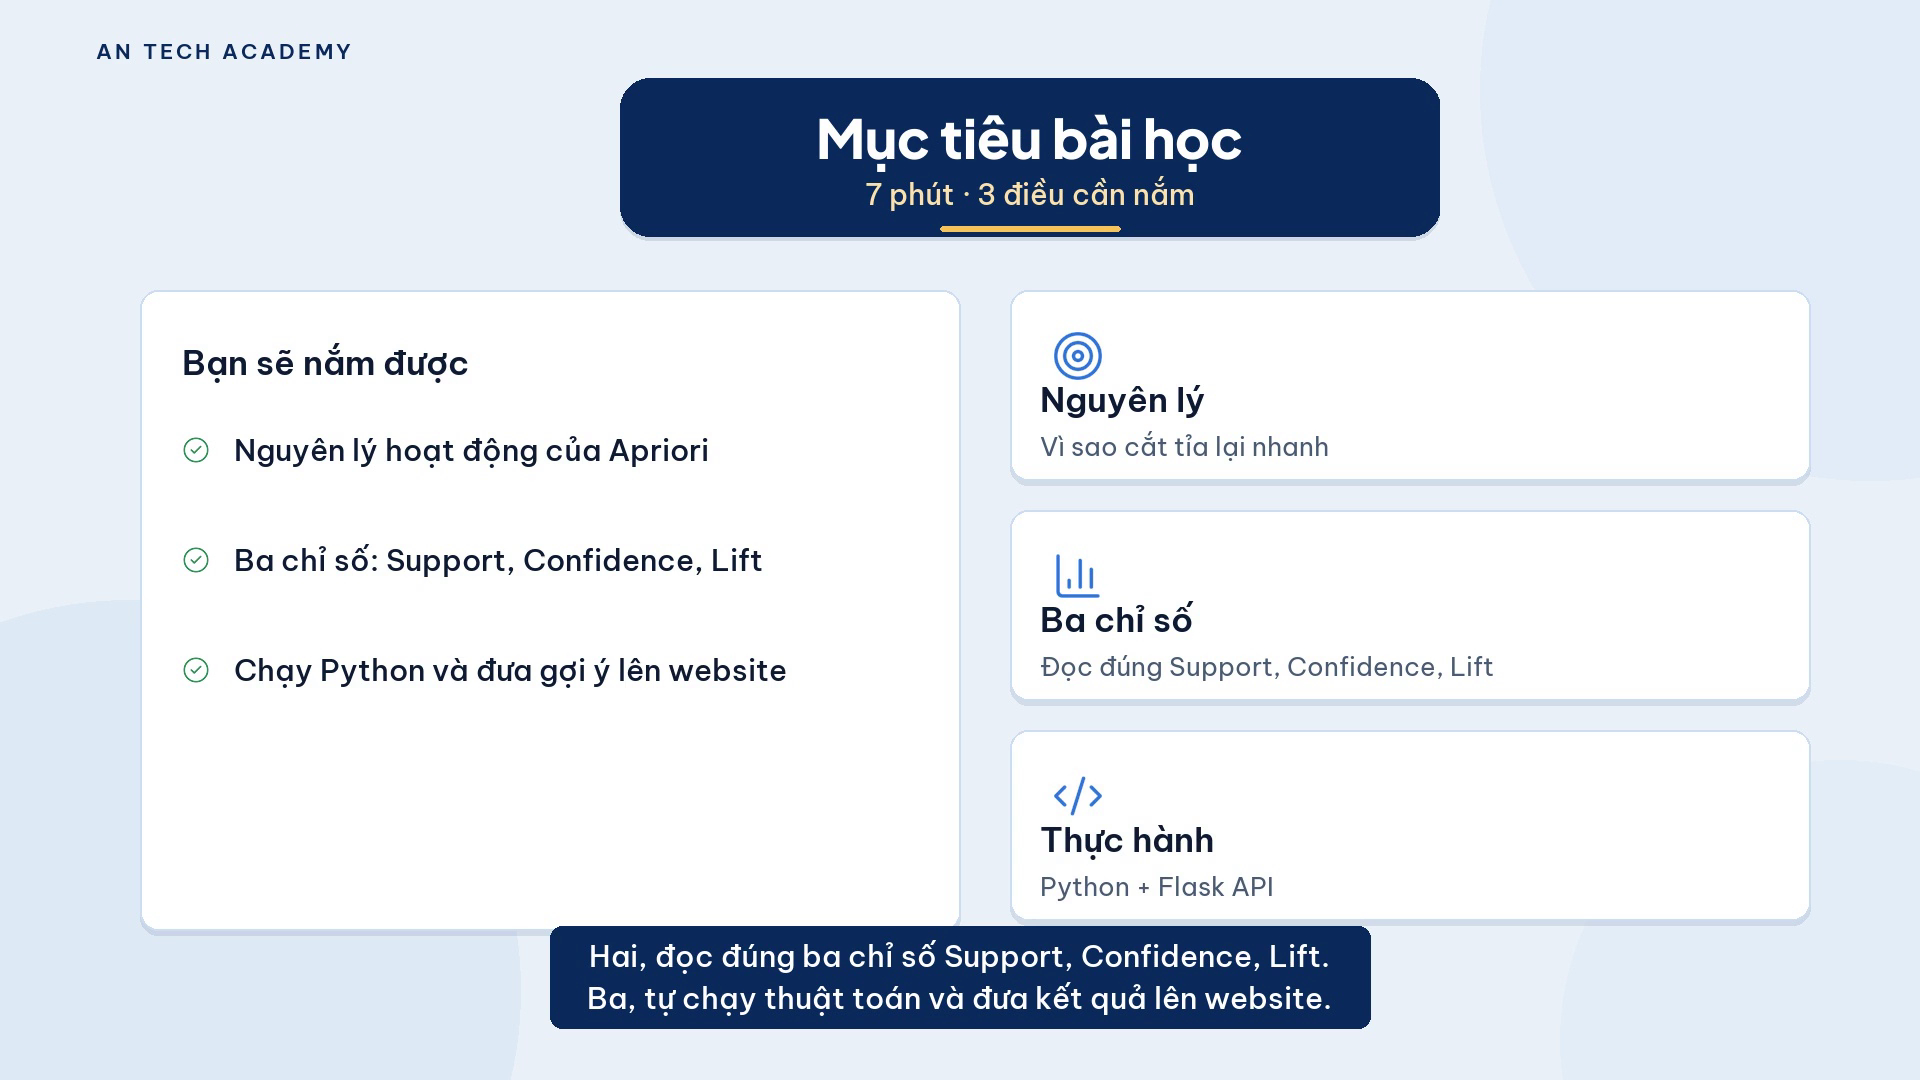 AN TECH ACADEMY
Mục tiêu bài học
7 phút · 3 điều cần nắm
Bạn sẽ nắm được
Nguyên lý hoạt động của Apriori
Ba chỉ số: Support, Confidence, Lift
Chạy Python và đưa gợi ý lên website
Nguyên lý
Vì sao cắt tỉa lại nhanh
Ba chỉ số
Đọc đúng Support, Confidence, Lift
Thực hành
Python + Flask API
Hai, đọc đúng ba chỉ số Support, Confidence, Lift.
Ba, tự chạy thuật toán và đưa kết quả lên website.